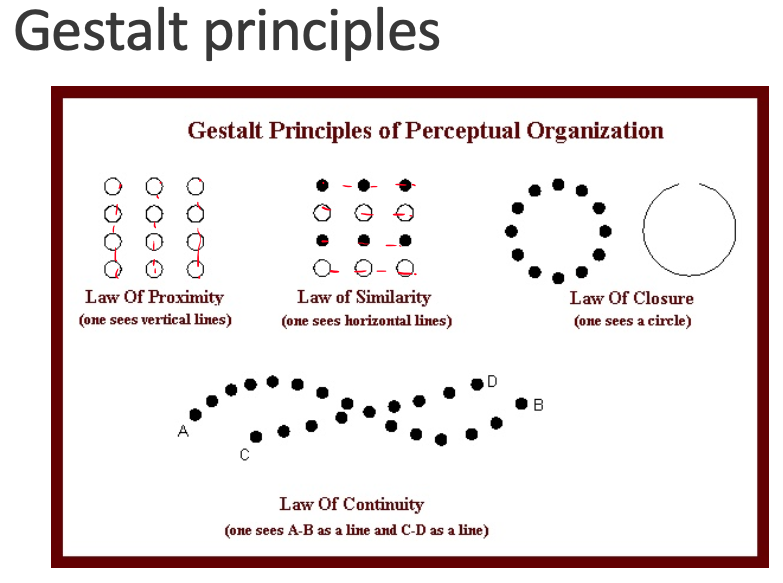 Gestalt principles
Gestalt Principles of Perceptual Organization
Law Of Proximity
(one sees vertical lines)
Law of Similarity
(one sees horizontal lines)
Law Of Closure
(one sees a circle)
A
C
D
B
Law Of Continuity
(one sees A-B as a line and C-D as a line)